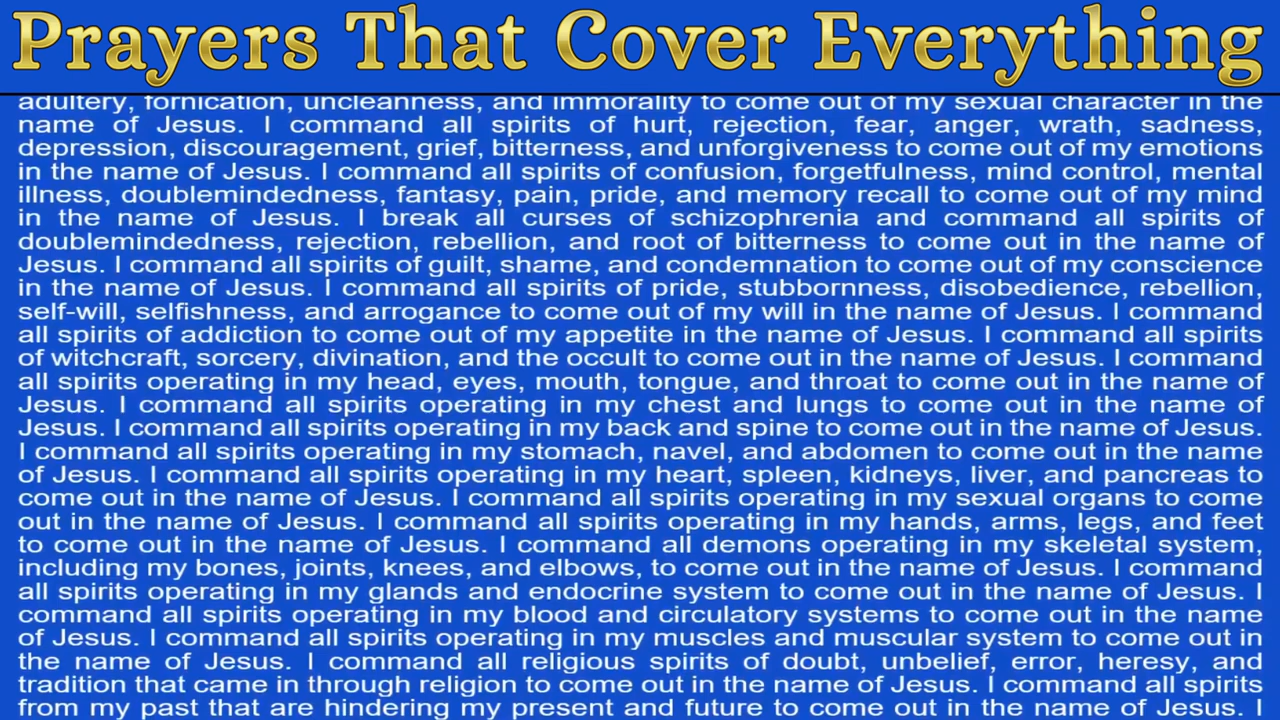 Prayers That Cover Everything
adultery, fornication, uncleanness, and immorality to come out of my sexual character in the
name of Jesus. I command all spirits of hurt, rejection, fear, anger, wrath, sadness,
depression, discouragement, grief, bitterness, and unforgiveness to come out of my emotions
in the name of Jesus. I command all spirits of confusion, forgetfulness, mind control, mental
illness, doublemindedness, fantasy, pain, pride, and memory recall to come out of my mind
in the name of Jesus. I break all curses of schizophrenia and command all spirits of
doublemindedness, rejection, rebellion, and root of bitterness to come out in the name of
Jesus. I command all spirits of guilt, shame, and condemnation to come out of my conscience
in the name of Jesus. I command all spirits of pride, stubbornness, disobedience, rebellion,
self-will, selfishness, and arrogance to come out of my will in the name of Jesus. I command
all spirits of addiction to come out of my appetite in the name of Jesus. I command all spirits
of witchcraft, sorcery, divination, and the occult to come out in the name of Jesus. I command
all spirits operating in my head, eyes, mouth, tongue, and throat to come out in the name of
Jesus. I command all spirits operating in my chest and lungs to come out in the name of
Jesus. I command all spirits operating in my back and spine to come out in the name of Jesus.
I command all spirits operating in my stomach, navel, and abdomen to come out in the name
of Jesus. I command all spirits operating in my heart, spleen, kidneys, liver, and pancreas to
come out in the name of Jesus. I command all spirits operating in my sexual organs to come
out in the name of Jesus. I command all spirits operating in my hands, arms, legs, and feet
to come out in the name of Jesus. I command all demons operating in my skeletal system,
including my bones, joints, knees, and elbows, to come out in the name of Jesus. I command
all spirits operating in my glands and endocrine system to come out in the name of Jesus. I
command all spirits operating in my blood and circulatory systems to come out in the name
of Jesus. I command all spirits operating in my muscles and muscular system to come out in
the name of Jesus. I command all religious spirits of doubt, unbelief, error, heresy, and
tradition that came in through religion to come out in the name of Jesus. I command all spirits
from my past that are hindering my present and future to come out in the name of Jesus. I